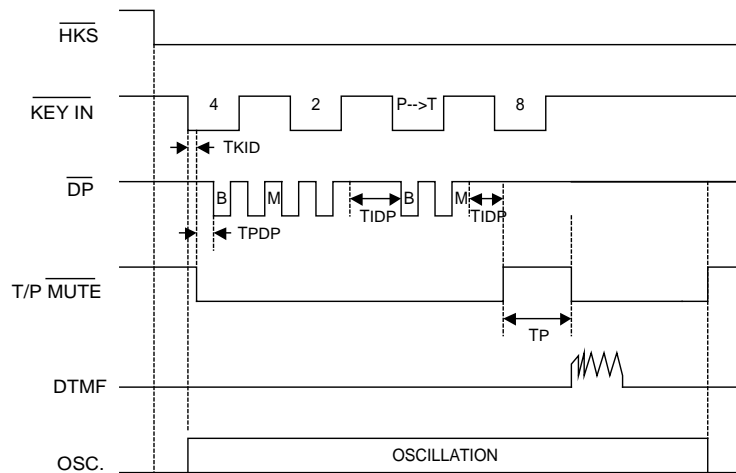 HKS
KEY IN 4 2 P-->T 8
TKID
DP B M B M
TIDP TIDP
TPDP
T/P MUTE
TP
DTMF
OSC. OSCILLATION